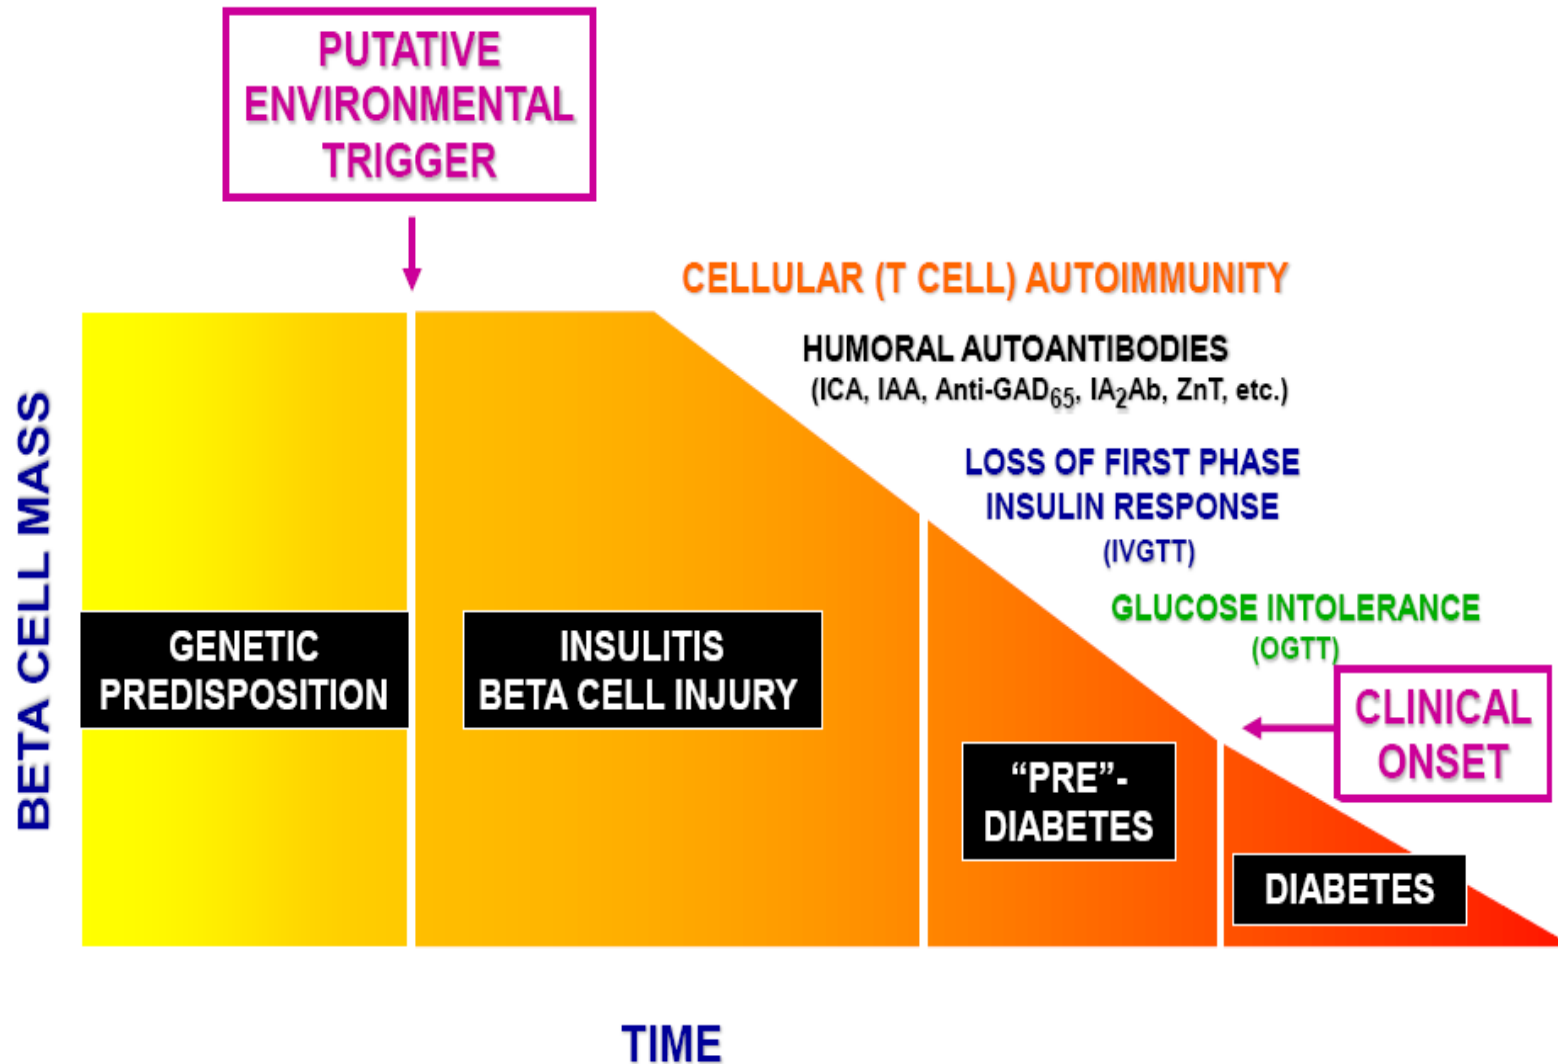 PUTATIVE
ENVIRONMENTAL
TRIGGER
CELLULAR (T CELL) AUTOIMMUNITY
HUMORAL AUTOANTIBODIES
(ICA, IAA, Anti-GAD65, IA2Ab, ZnT, etc.)
LOSS OF FIRST PHASE
INSULIN RESPONSE
(IVGTT)
GLUCOSE INTOLERANCE
(OGTT)
CLINICAL
ONSET
BETA CELL MASS
GENETIC
PREDISPOSITION
INSULITIS
BETA CELL INJURY
“PRE”-
DIABETES
DIABETES
TIME